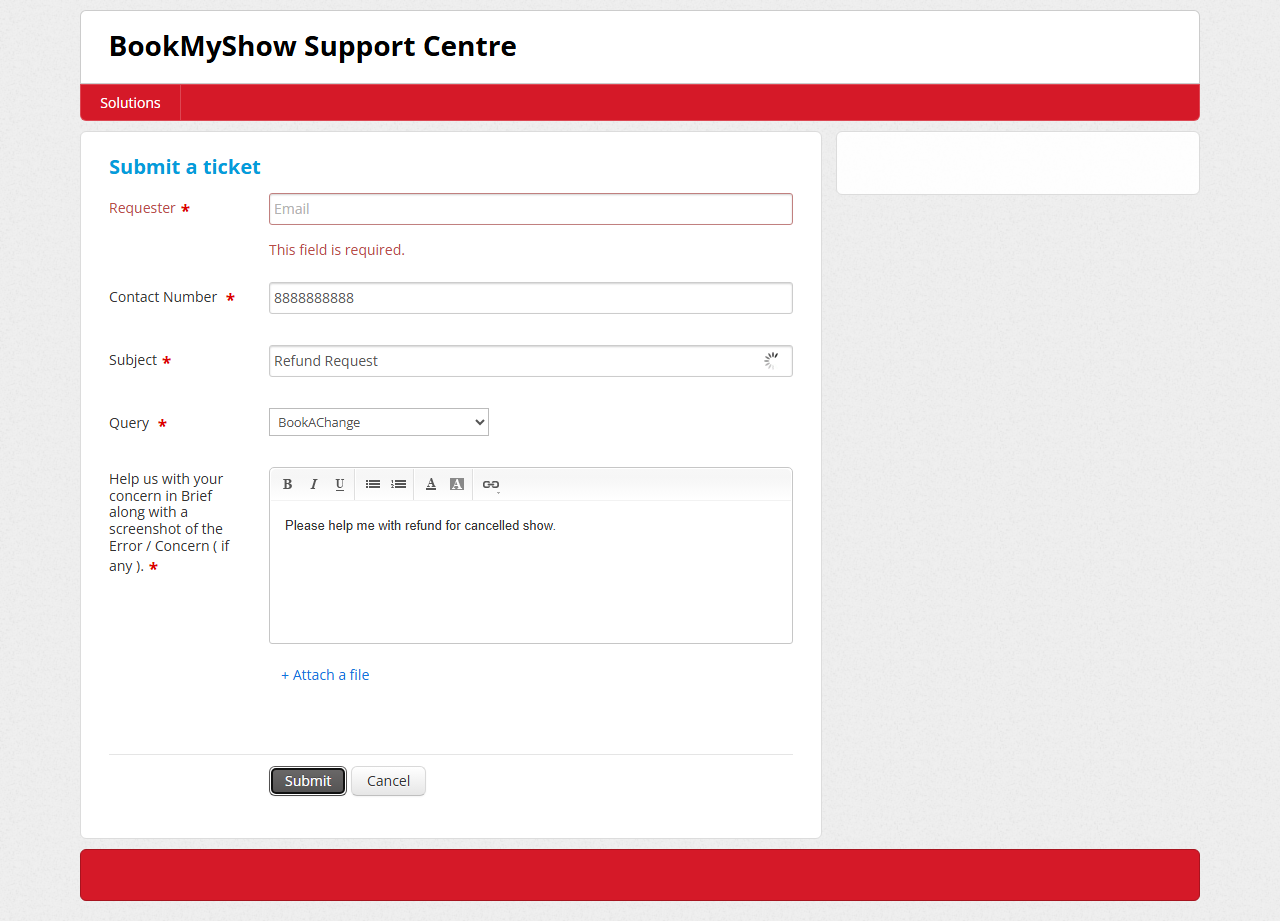 BookMyShow Support Centre
Solutions
Submit a ticket
Requester *
Email
This field is required.
Contact Number *
8888888888
Subject *
Refund Request
Query *
BookAChange
Help us with your
concern in Brief
along with a
screenshot of the
Error / Concern ( if
any ). *
B I U A A
Please help me with refund for cancelled show.
+ Attach a file
Submit Cancel